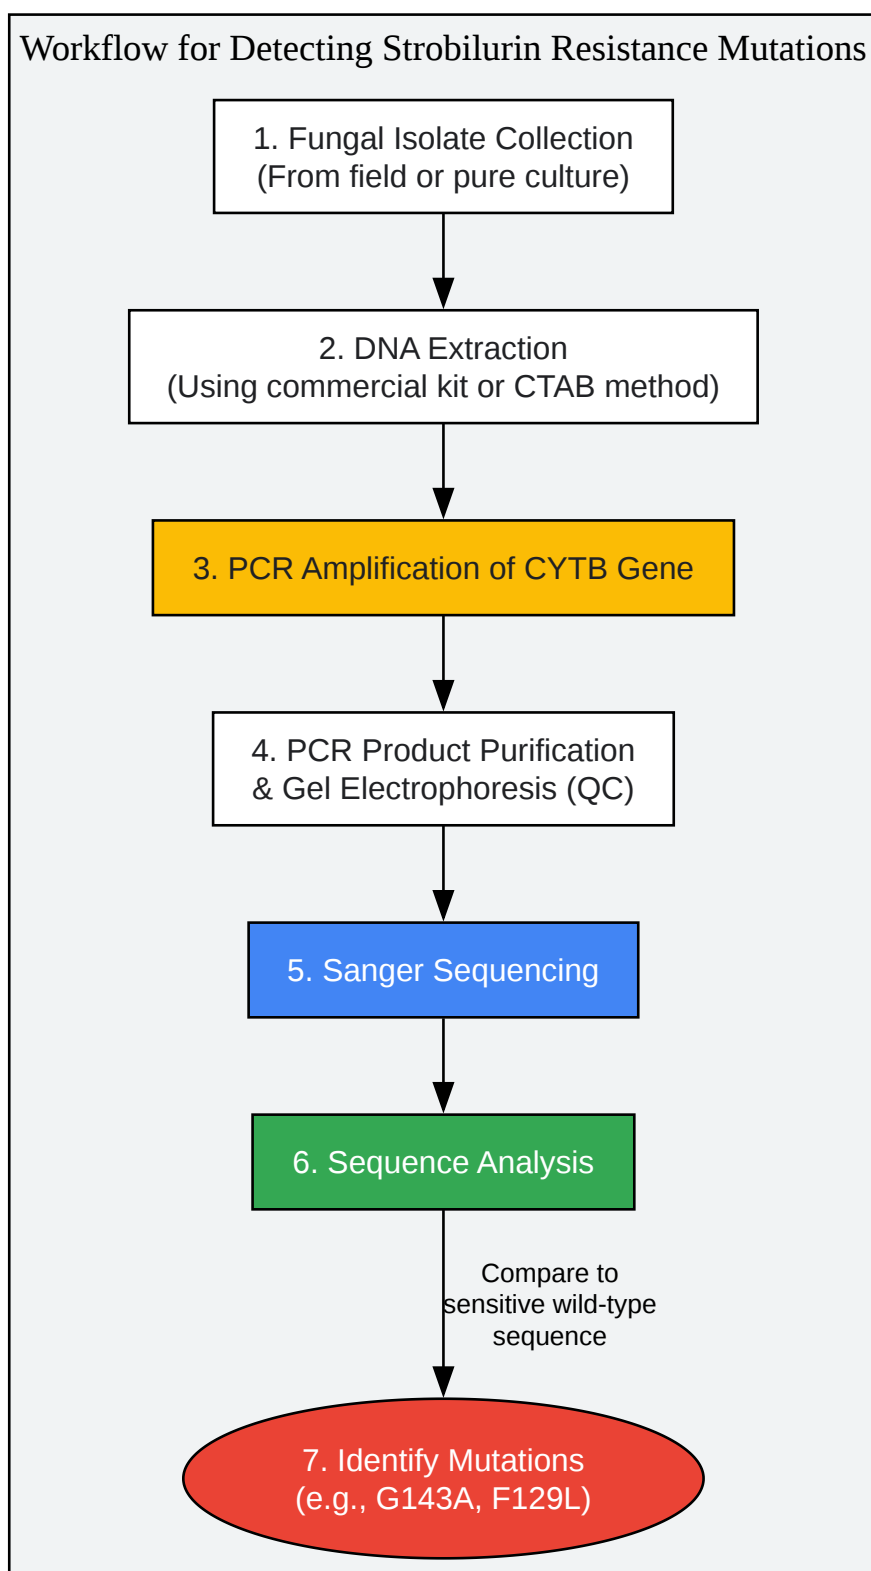 Workflow for Detecting Strobilurin Resistance Mutations
1. Fungal Isolate Collection
(From field or pure culture)
2. DNA Extraction
(Using commercial kit or CTAB method)
3. PCR Amplification of CYTB Gene
4. PCR Product Purification
& Gel Electrophoresis (QC)
5. Sanger Sequencing
6. Sequence Analysis
Compare to
sensitive wild-type
sequence
7. Identify Mutations
(e.g., G143A, F129L)